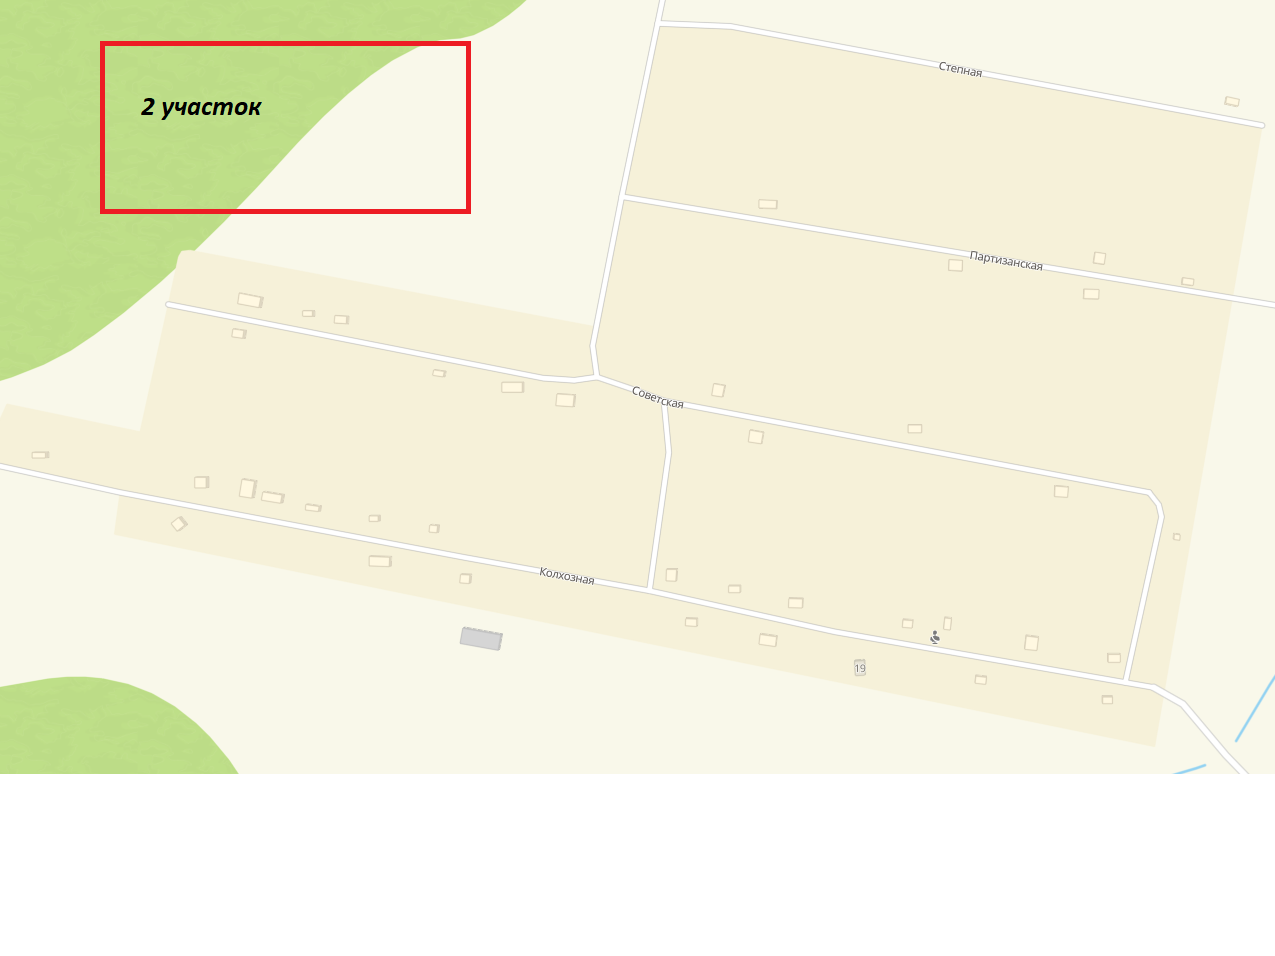 Степная
2 участок
Партизанская
Советская
Колхозная
19